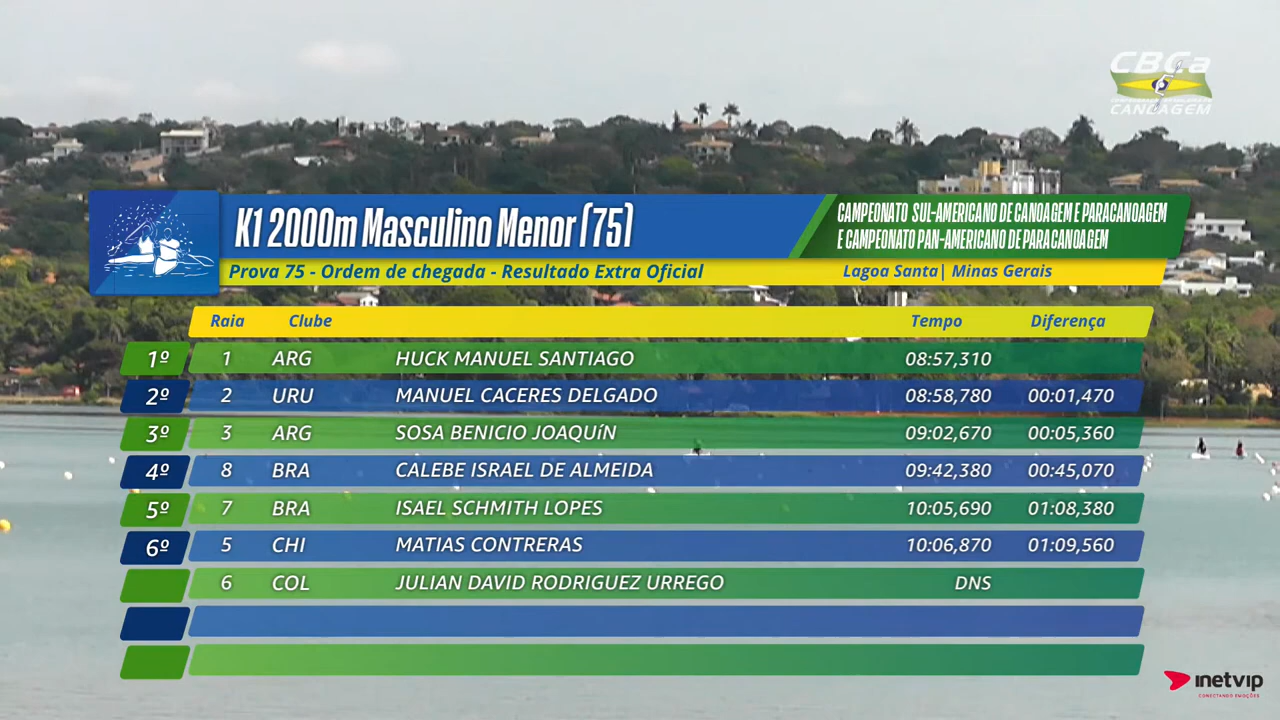 CBCa
CANOAGEM
K1 2000m Masculino Menor (75)
CAMPEONATO SUL-AMERICANO DE CANOAGEM E PARACANOAGEM
E CAMPEONATO PAN-AMERICANO DE PARACANOAGEM
Prova 75 - Ordem de chegada - Resultado Extra Oficial
Lagoa Santa| Minas Gerais
Raia Clube Tempo Diferença
1º 1 ARG HUCK MANUEL SANTIAGO 08:57,310
2º 2 URU MANUEL CACERES DELGADO 08:58,780 00:01,470
3º 3 ARG SOSA BENICIO JOAQUíN 09:02,670 00:05,360
4º 8 BRA CALEBE ISRAEL DE ALMEIDA 09:42,380 00:45,070
5º 7 BRA ISAEL SCHMITH LOPES 10:05,690 01:08,380
6º 5 CHI MATIAS CONTRERAS 10:06,870 01:09,560
6 COL JULIAN DAVID RODRIGUEZ URREGO DNS
inetvip
CONECTANDO EMOÇÕES